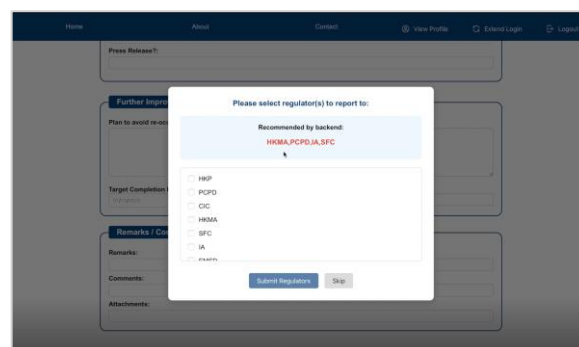 Home About Contact View Profile Extend Login Logout
Press Release?:
Further Impro
Plan to avoid re-occ
Target Completion
Remarks / Co
Remarks:
Comments:
Attachments:
Please select regulator(s) to report to:
Recommended by backend:
HKMA,PCPD,IA,SFC
HKP
PCPD
CIC
HKMA
SFC
IA
Submit Regulators Skip